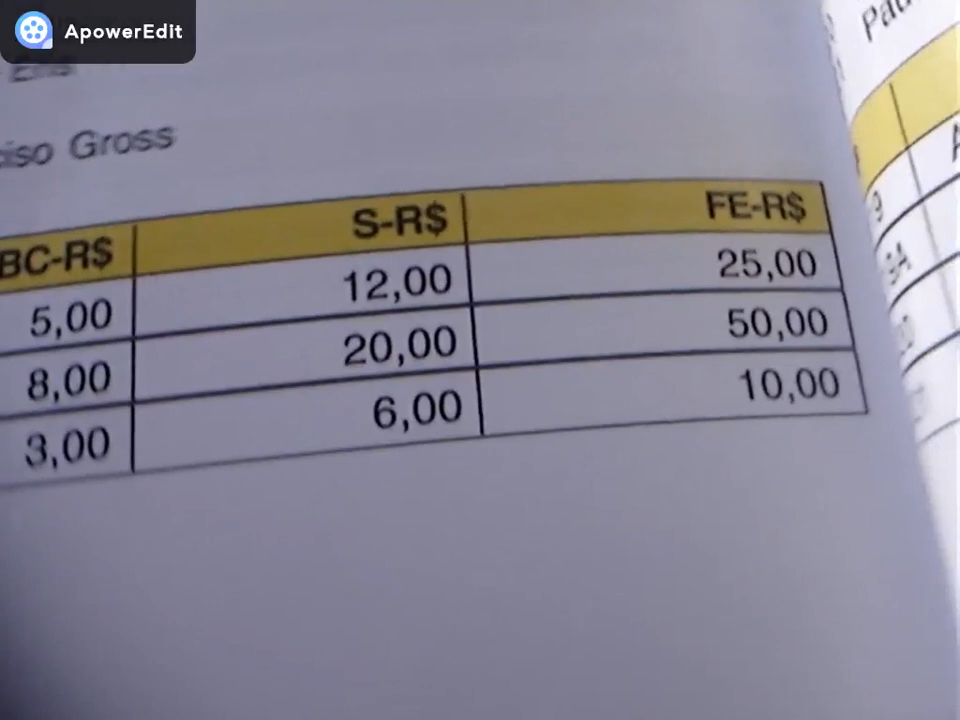 ApowerEdit
Gross
BC-R$ S-R$ FE-R$
5,00 12,00 25,00
8,00 20,00 50,00
3,00 6,00 10,00